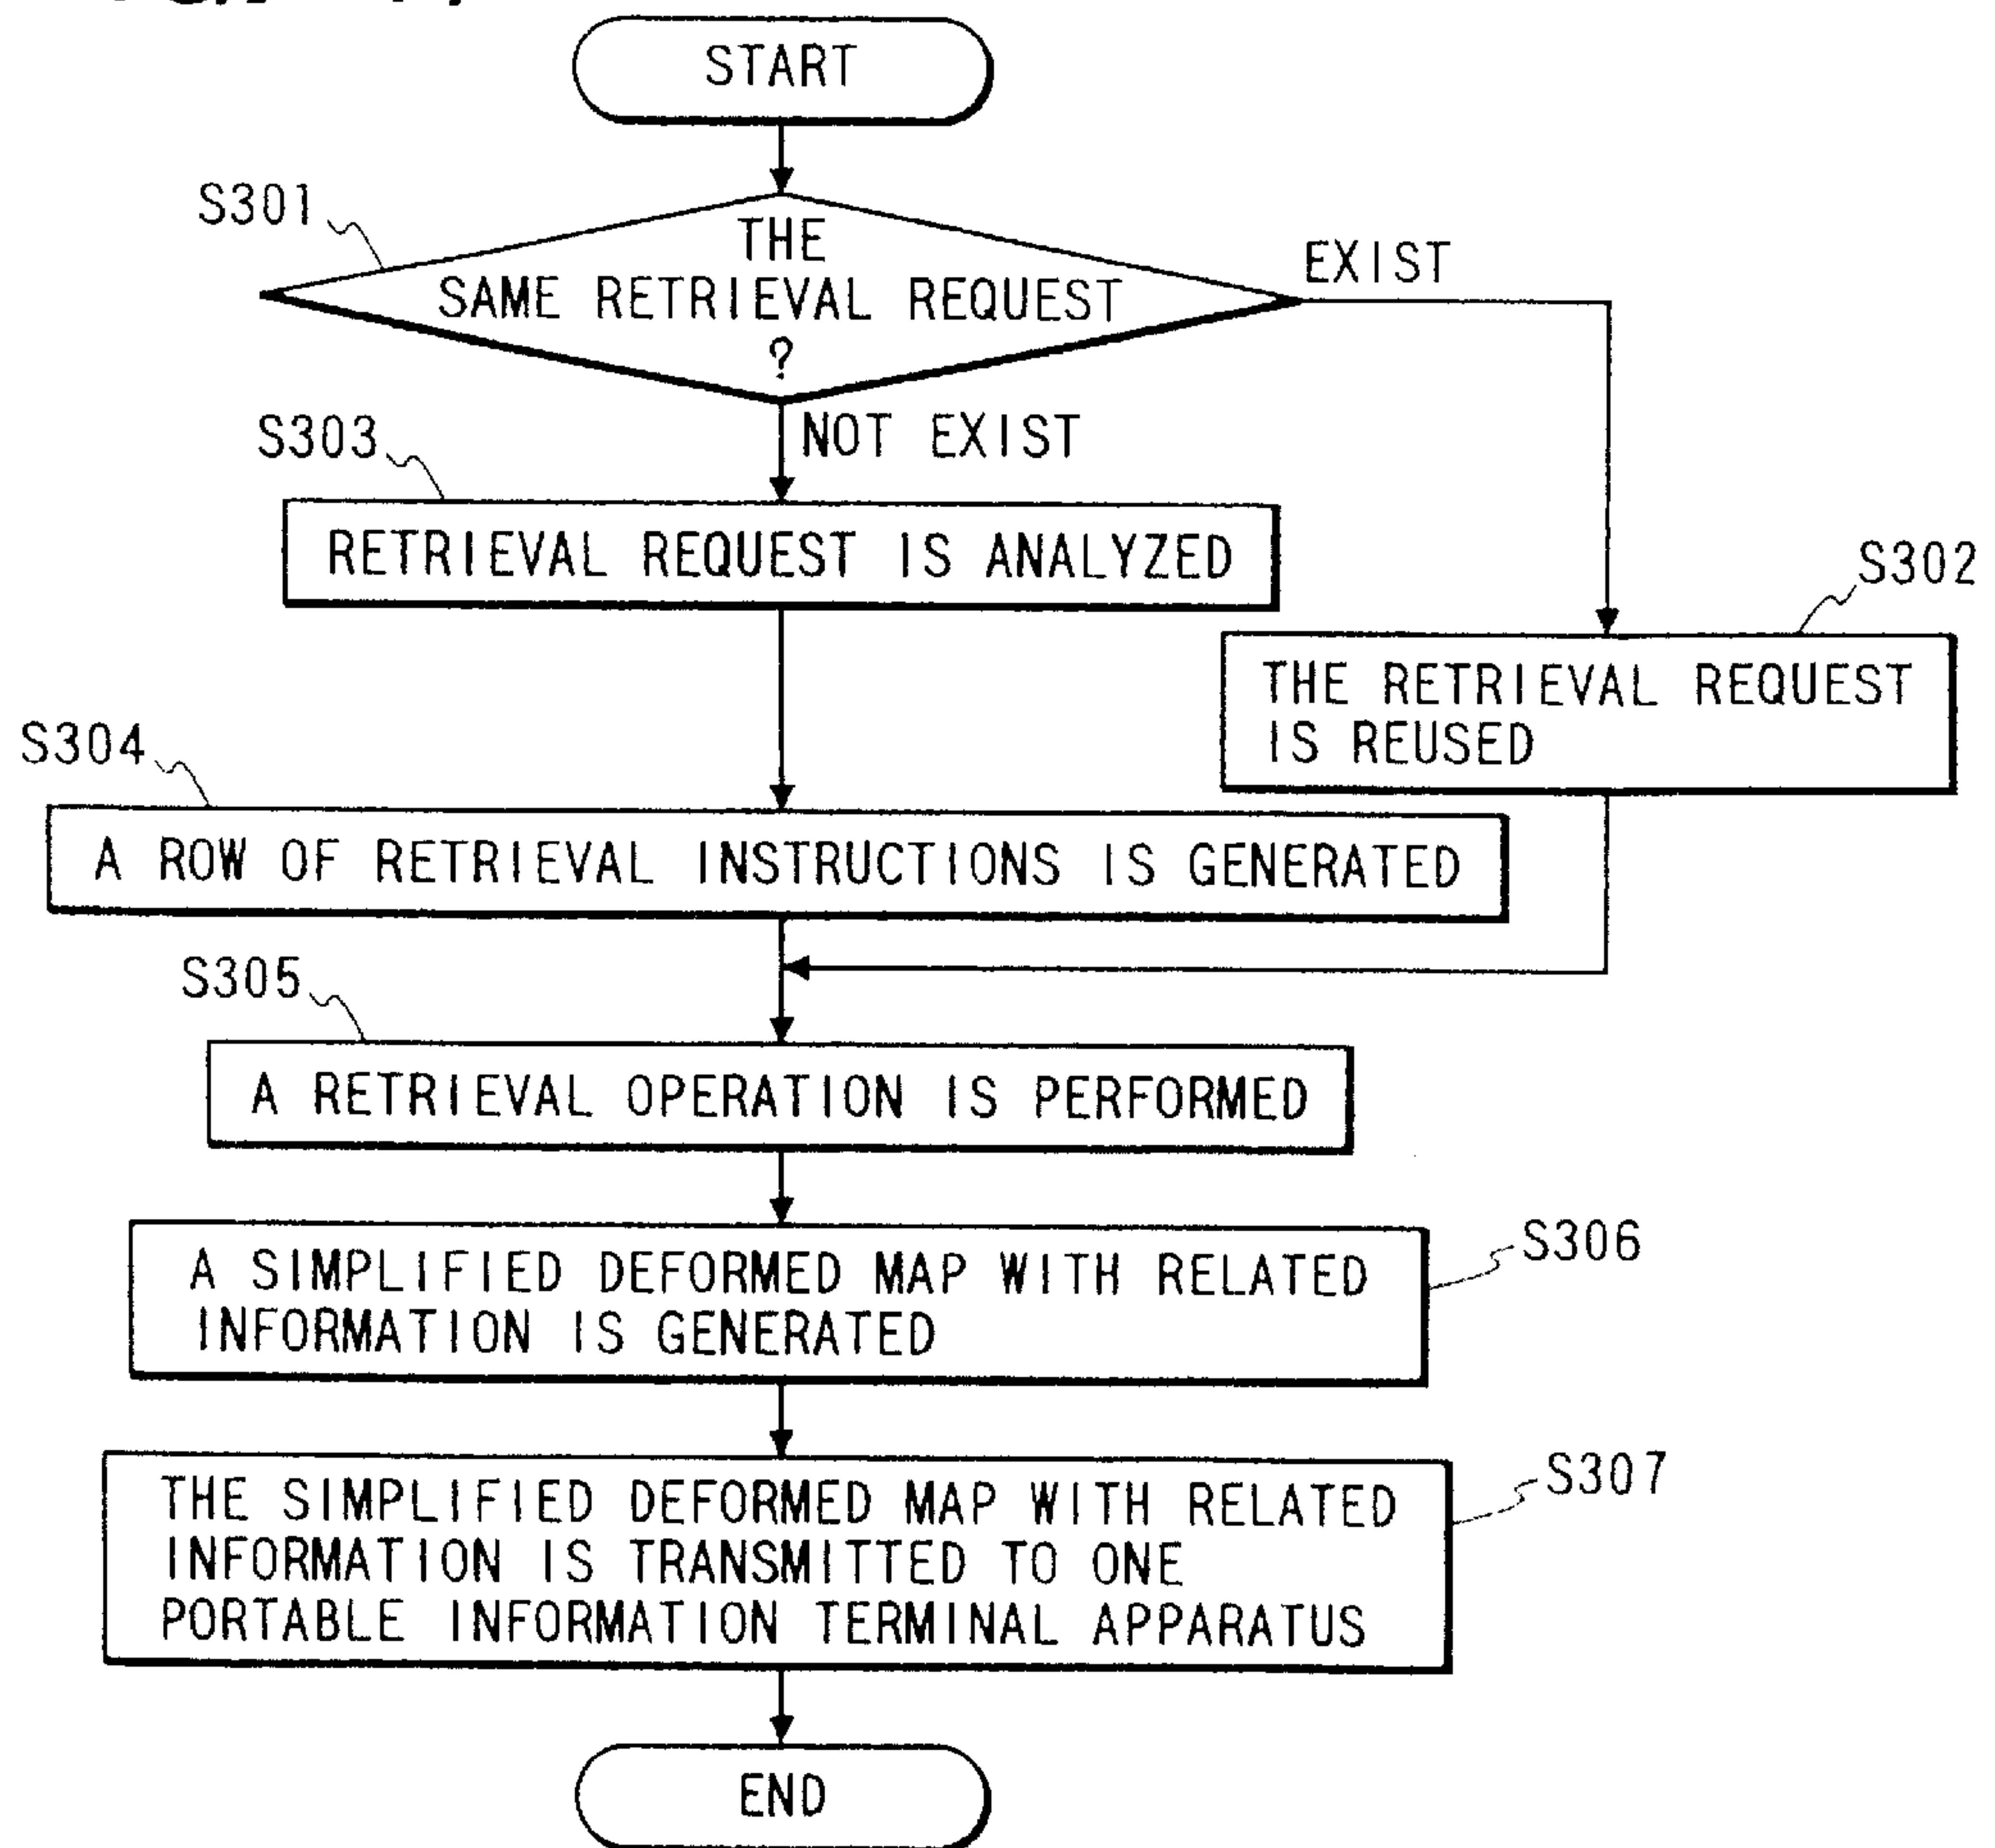 START
S301
THE
SAME RETRIEVAL REQUEST
?
EXIST
NOT EXIST
S303
RETRIEVAL REQUEST IS ANALYZED
S302
THE RETRIEVAL REQUEST
IS REUSED
S304
A ROW OF RETRIEVAL INSTRUCTIONS IS GENERATED
S305
A RETRIEVAL OPERATION IS PERFORMED
S306
A SIMPLIFIED DEFORMED MAP WITH RELATED
INFORMATION IS GENERATED
S307
THE SIMPLIFIED DEFORMED MAP WITH RELATED
INFORMATION IS TRANSMITTED TO ONE
PORTABLE INFORMATION TERMINAL APPARATUS
END